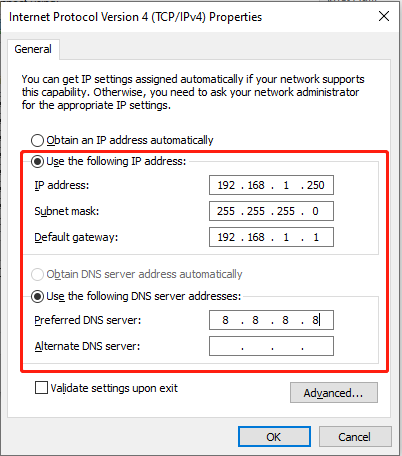 Internet Protocol Version 4 (TCP/IPv4) Properties
General
You can get IP settings assigned automatically if your network supports
this capability. Otherwise, you need to ask your network administrator
for the appropriate IP settings.
Obtain an IP address automatically
Use the following IP address:
IP address: 192 . 168 . 1 . 250
Subnet mask: 255 . 255 . 255 . 0
Default gateway: 192 . 168 . 1 . 1
Obtain DNS server address automatically
Use the following DNS server addresses:
Preferred DNS server: 8 . 8 . 8 . 8
Alternate DNS server: . . .
Validate settings upon exit
Advanced...
OK Cancel